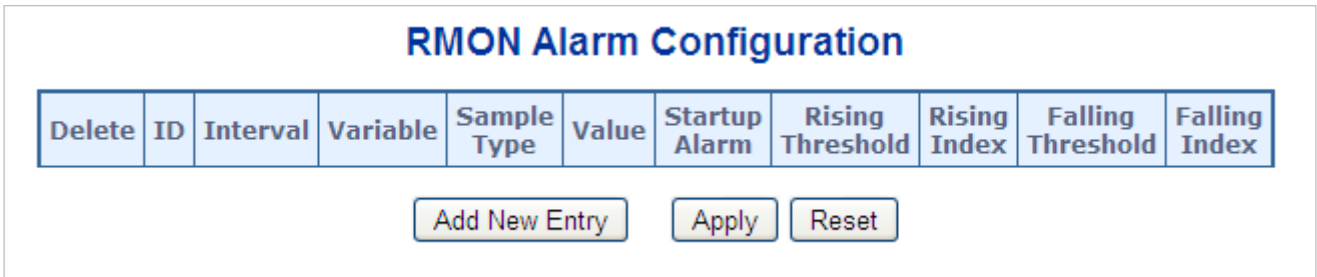 RMON Alarm Configuration
Delete ID Interval Variable Sample Type Value Startup Alarm Rising Threshold Rising Index Falling Threshold Falling Index
Add New Entry Apply Reset